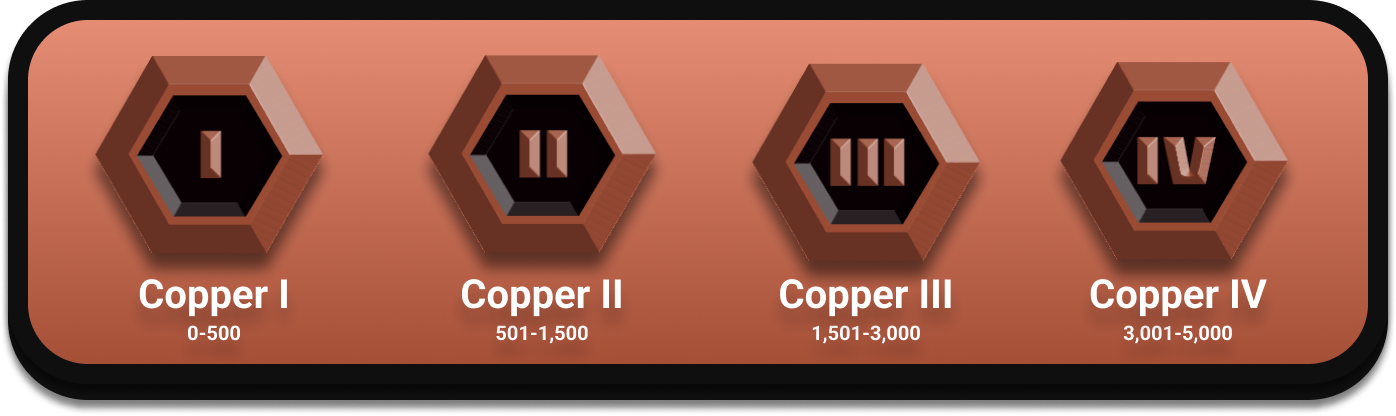 I II III IV
Copper I Copper II Copper III Copper IV
0-500 501-1,500 1,501-3,000 3,001-5,000